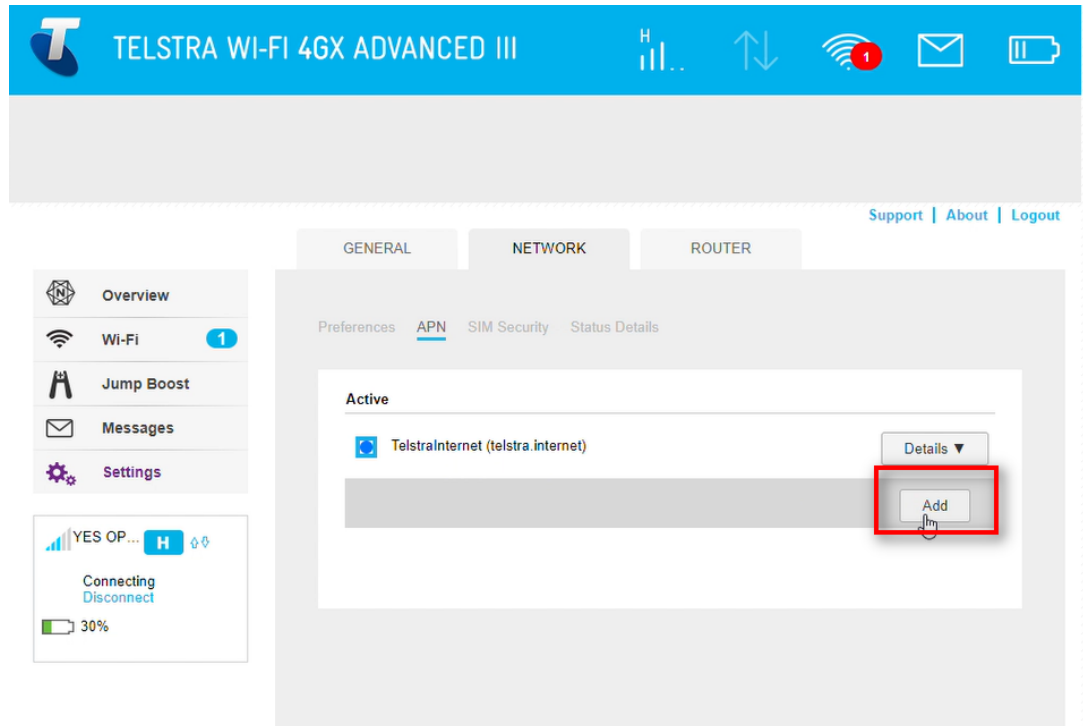 TELSTRA WI-FI 4GX ADVANCED III
H
1
Support | About | Logout
GENERAL NETWORK ROUTER
Overview
Wi-Fi 1
Jump Boost
Messages
Settings
Preferences APN SIM Security Status Details
Active
TelstraInternet (telstra.internet) Details ▼
Add
YES OP... H
Connecting
Disconnect
30%